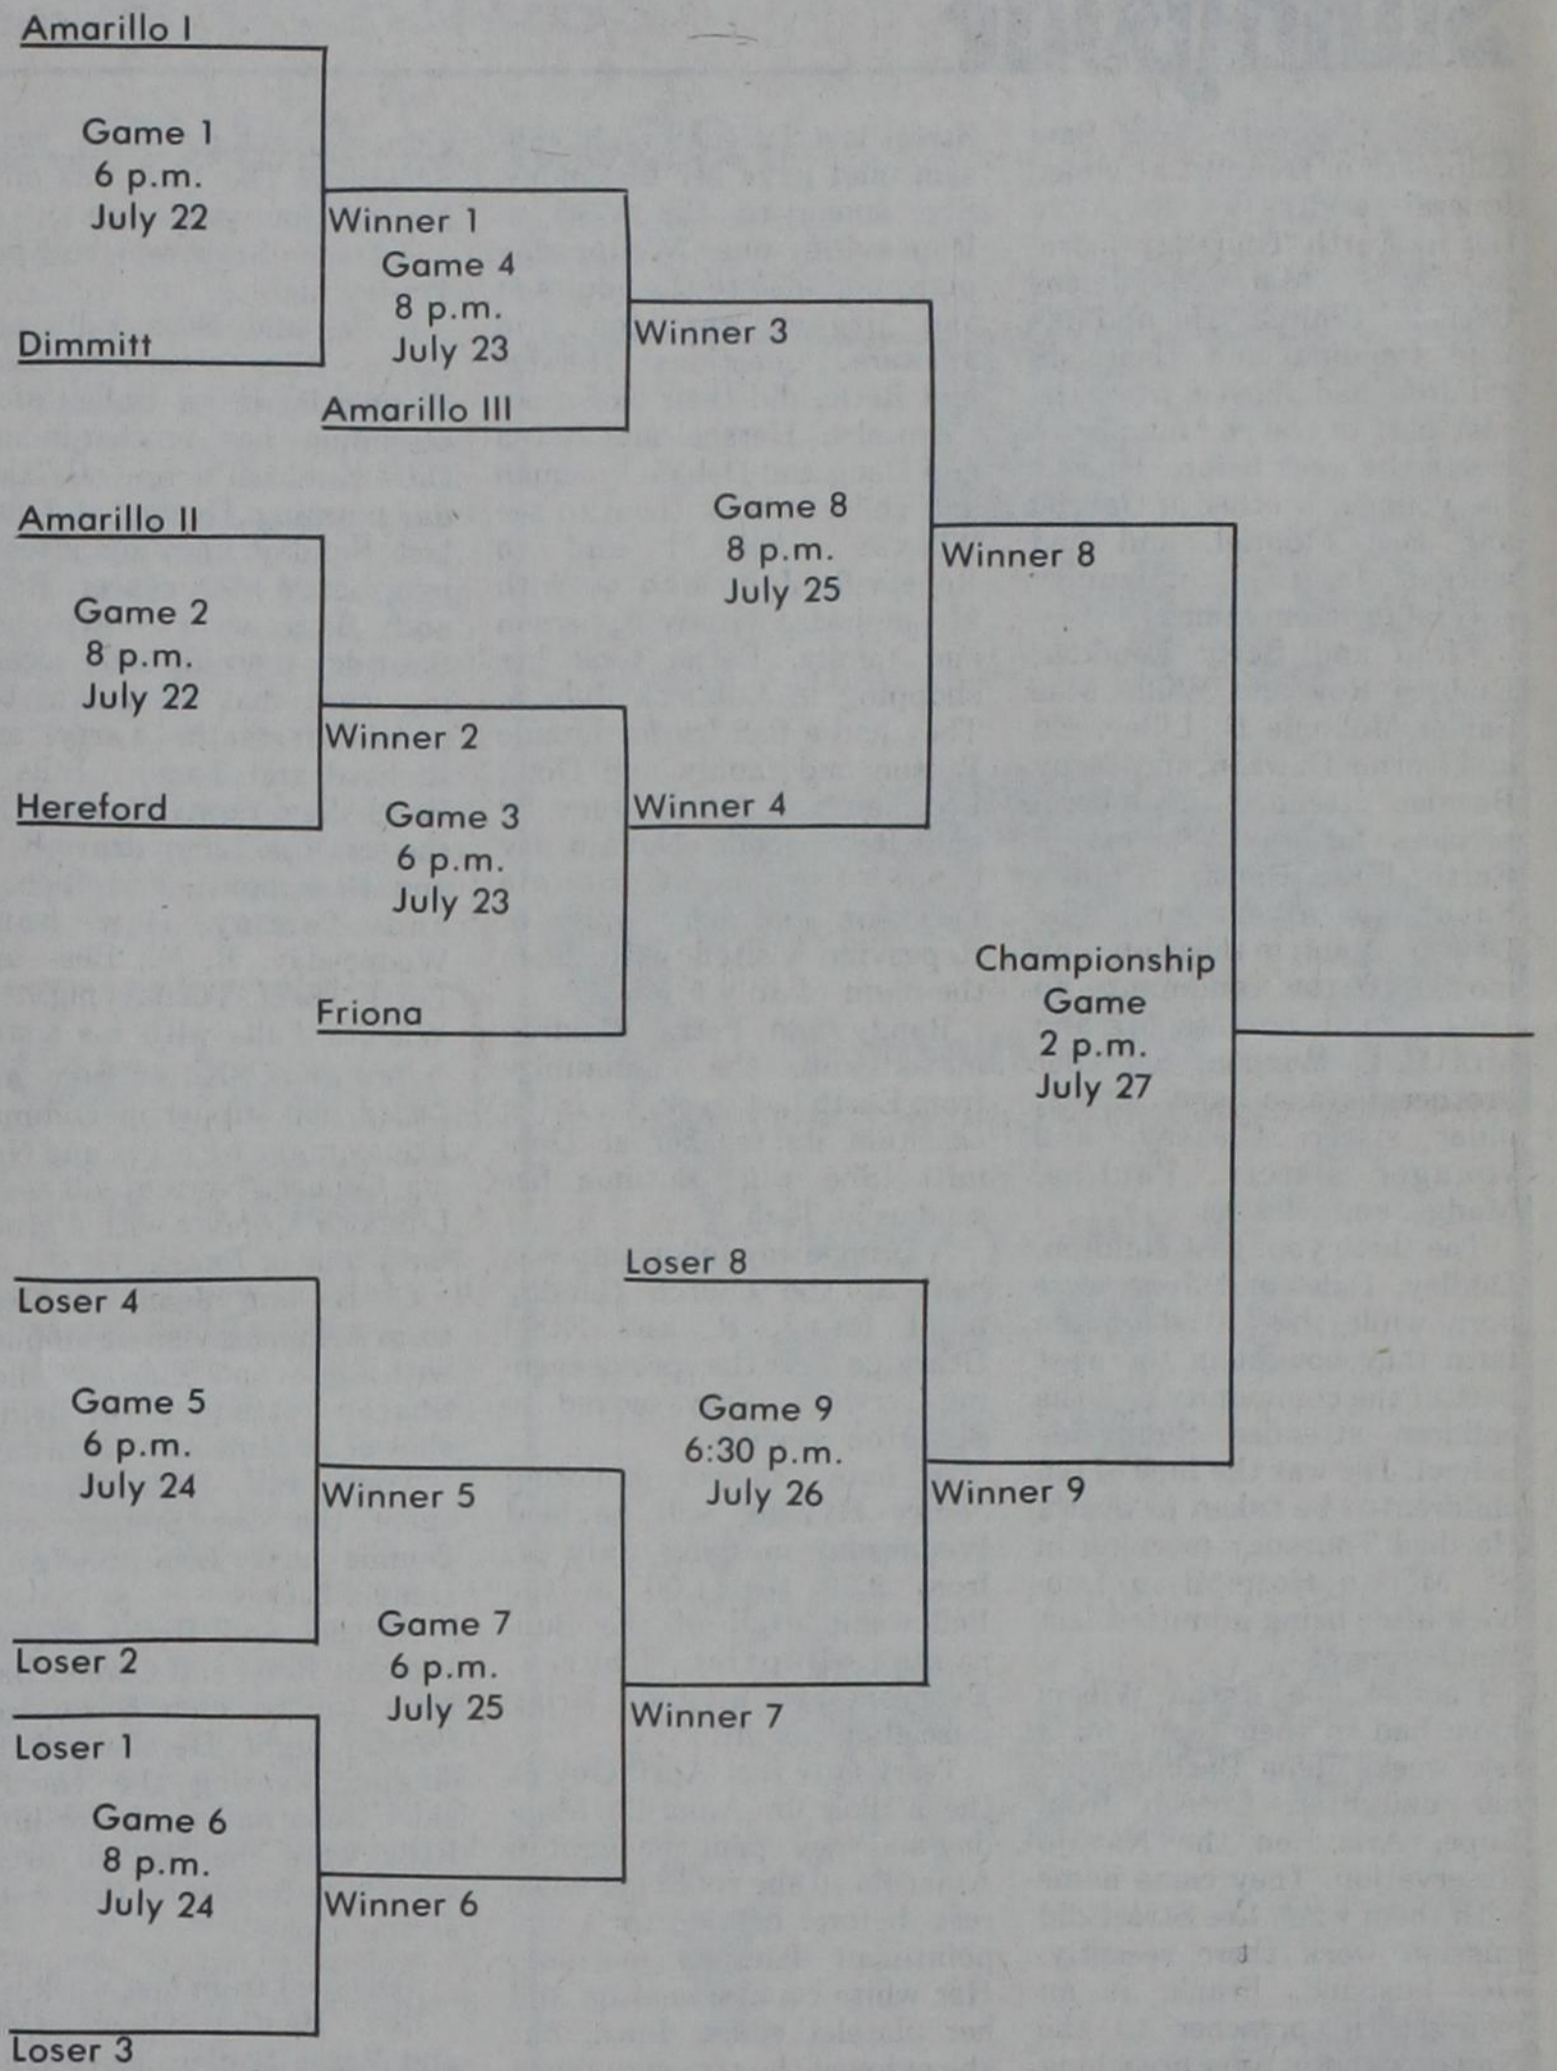 Amarillo I
Game 1
6 p.m.
July 22
Dimmitt
Winner 1
Game 4
8 p.m.
July 23
Amarillo III
Winner 3
Amarillo II
Game 2
8 p.m.
July 22
Hereford
Winner 2
Game 3
6 p.m.
July 23
Friona
Winner 4
Game 8
8 p.m.
July 25
Winner 8
Championship
Game
2 p.m.
July 27
Loser 4
Game 5
6 p.m.
July 24
Loser 2
Winner 5
Loser 1
Game 6
8 p.m.
July 24
Loser 3
Winner 6
Game 7
6 p.m.
July 25
Winner 7
Loser 8
Game 9
6:30 p.m.
July 26
Winner 9